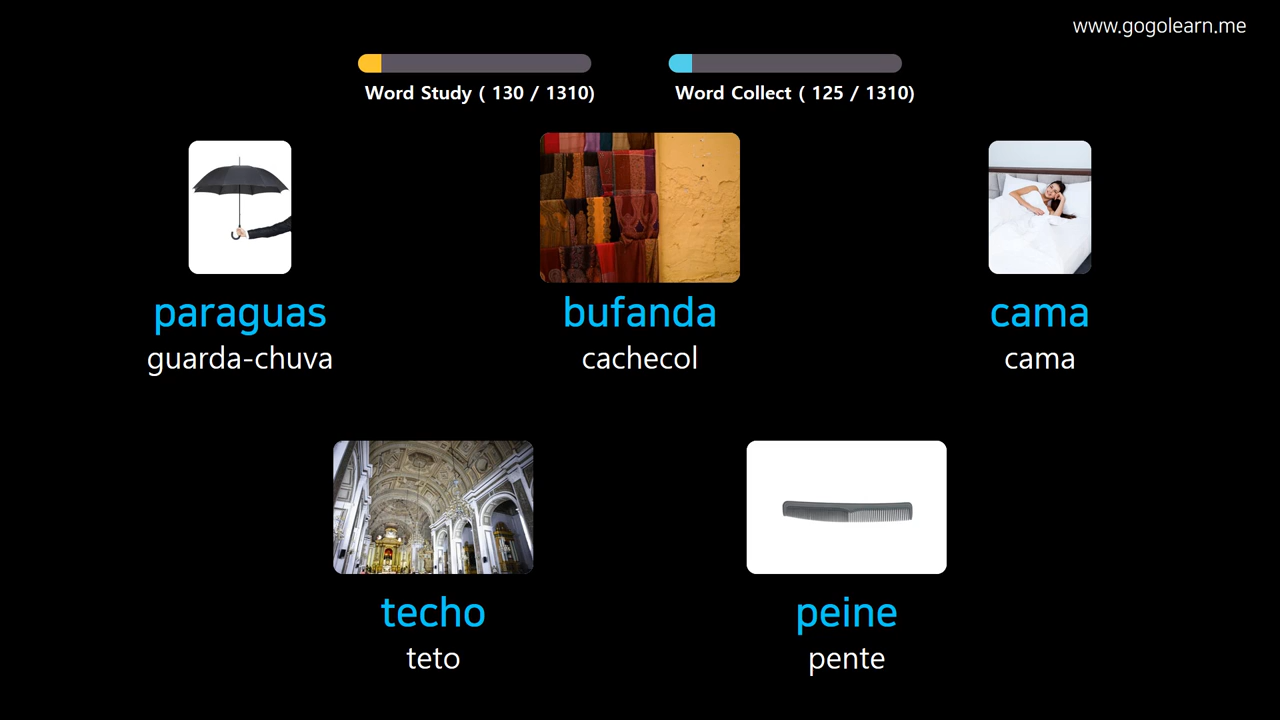 www.gogolearn.me
Word Study ( 130 / 1310)
Word Collect ( 125 / 1310)
paraguas
guarda-chuva
bufanda
cachecol
cama
cama
techo
teto
peine
pente